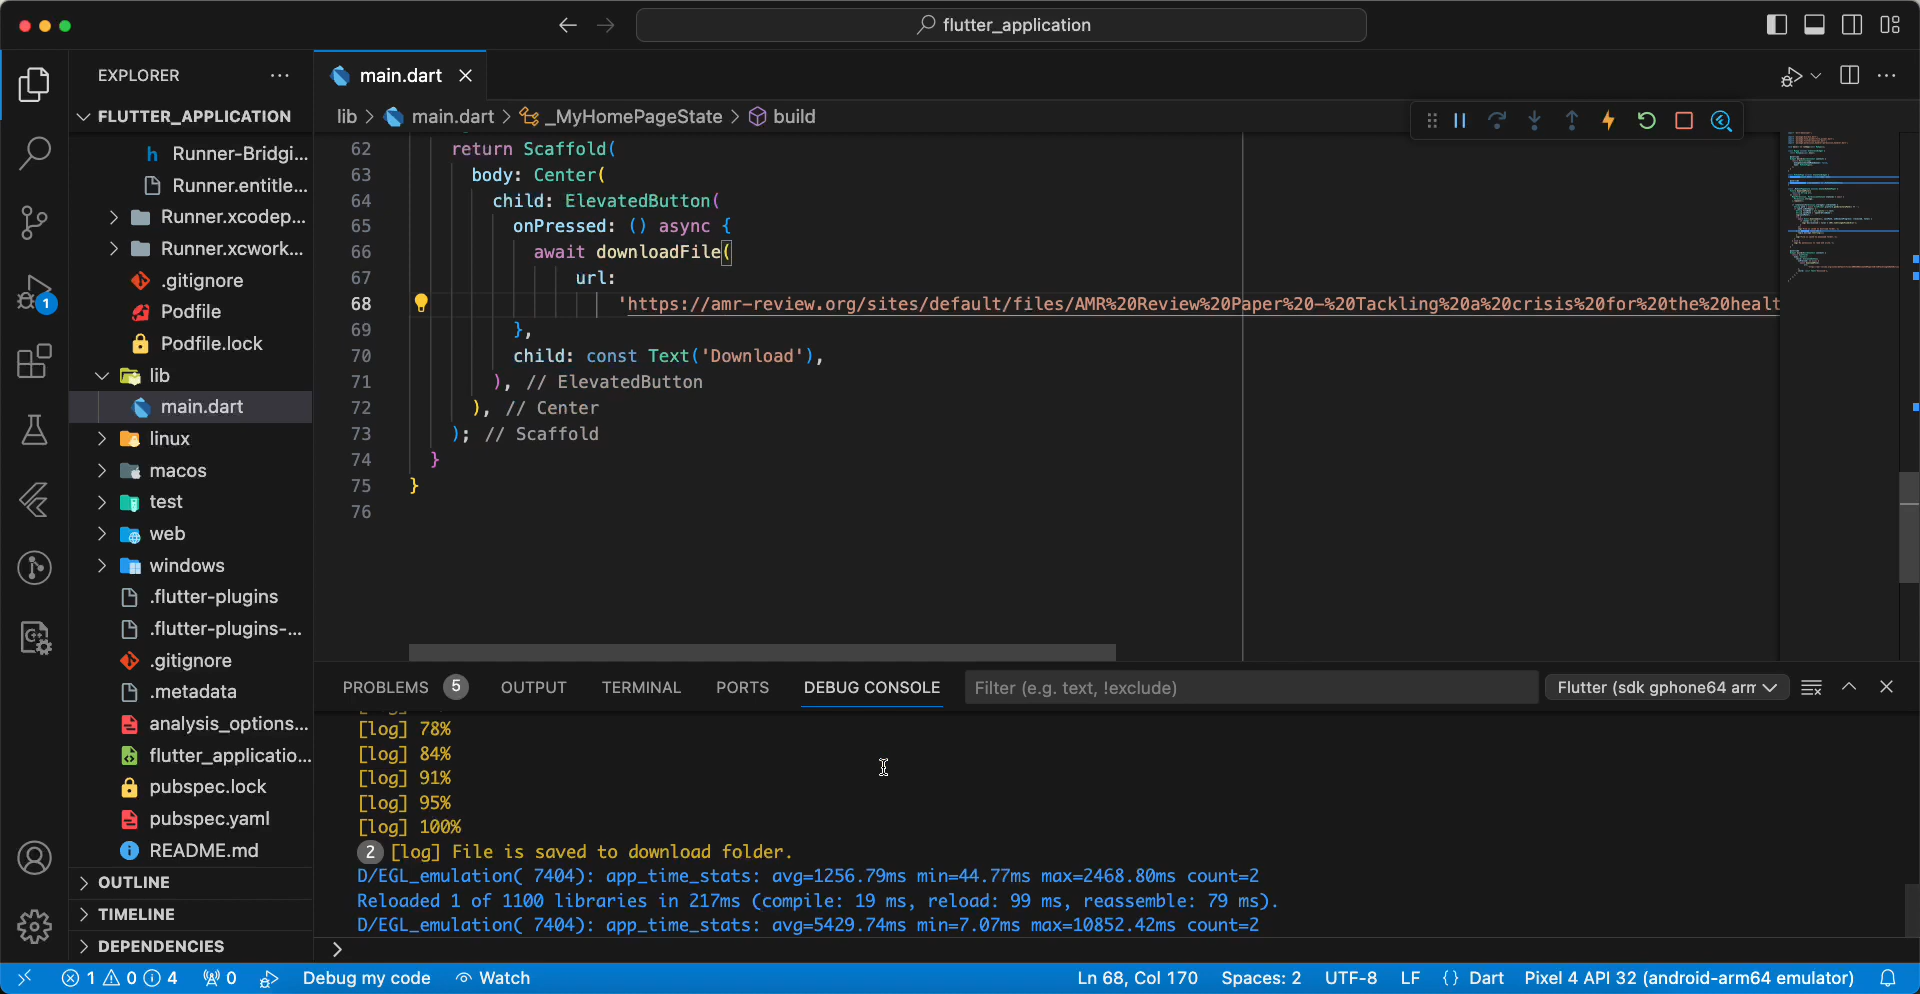 flutter_application
EXPLORER
main.dart
FLUTTER_APPLICATION
lib > main.dart > _MyHomePageState > build
Runner-Bridgi...
Runner.entitle...
Runner.xcodep...
Runner.xcwork...
.gitignore
Podfile
Podfile.lock
lib
main.dart
linux
macos
test
web
windows
.flutter-plugins
.flutter-plugins-...
.gitignore
.metadata
analysis_options...
flutter_applicatio...
pubspec.lock
pubspec.yaml
README.md
OUTLINE
TIMELINE
DEPENDENCIES
1
62 return Scaffold(
63 body: Center(
64 child: ElevatedButton(
65 onPressed: () async {
66 await downloadFile(
67 url:
68 'https://amr-review.org/sites/default/files/AMR%20Review%20Paper%20-%20Tackling%20a%20crisis%20for%20the%20healt
69 },
70 child: const Text('Download'),
71 ), // ElevatedButton
72 ), // Center
73 ); // Scaffold
74 }
75 }
76
PROBLEMS 5 OUTPUT TERMINAL PORTS DEBUG CONSOLE Filter (e.g. text, !exclude) Flutter (sdk gphone64 arm
[log] 78%
[log] 84%
[log] 91%
[log] 95%
[log] 100%
2 [log] File is saved to download folder.
D/EGL_emulation( 7404): app_time_stats: avg=1256.79ms min=44.77ms max=2468.80ms count=2
Reloaded 1 of 1100 libraries in 217ms (compile: 19 ms, reload: 99 ms, reassemble: 79 ms).
D/EGL_emulation( 7404): app_time_stats: avg=5429.74ms min=7.07ms max=10852.42ms count=2
>
1 0 4 0 Debug my code Watch Ln 68, Col 170 Spaces: 2 UTF-8 LF {} Dart Pixel 4 API 32 (android-arm64 emulator)